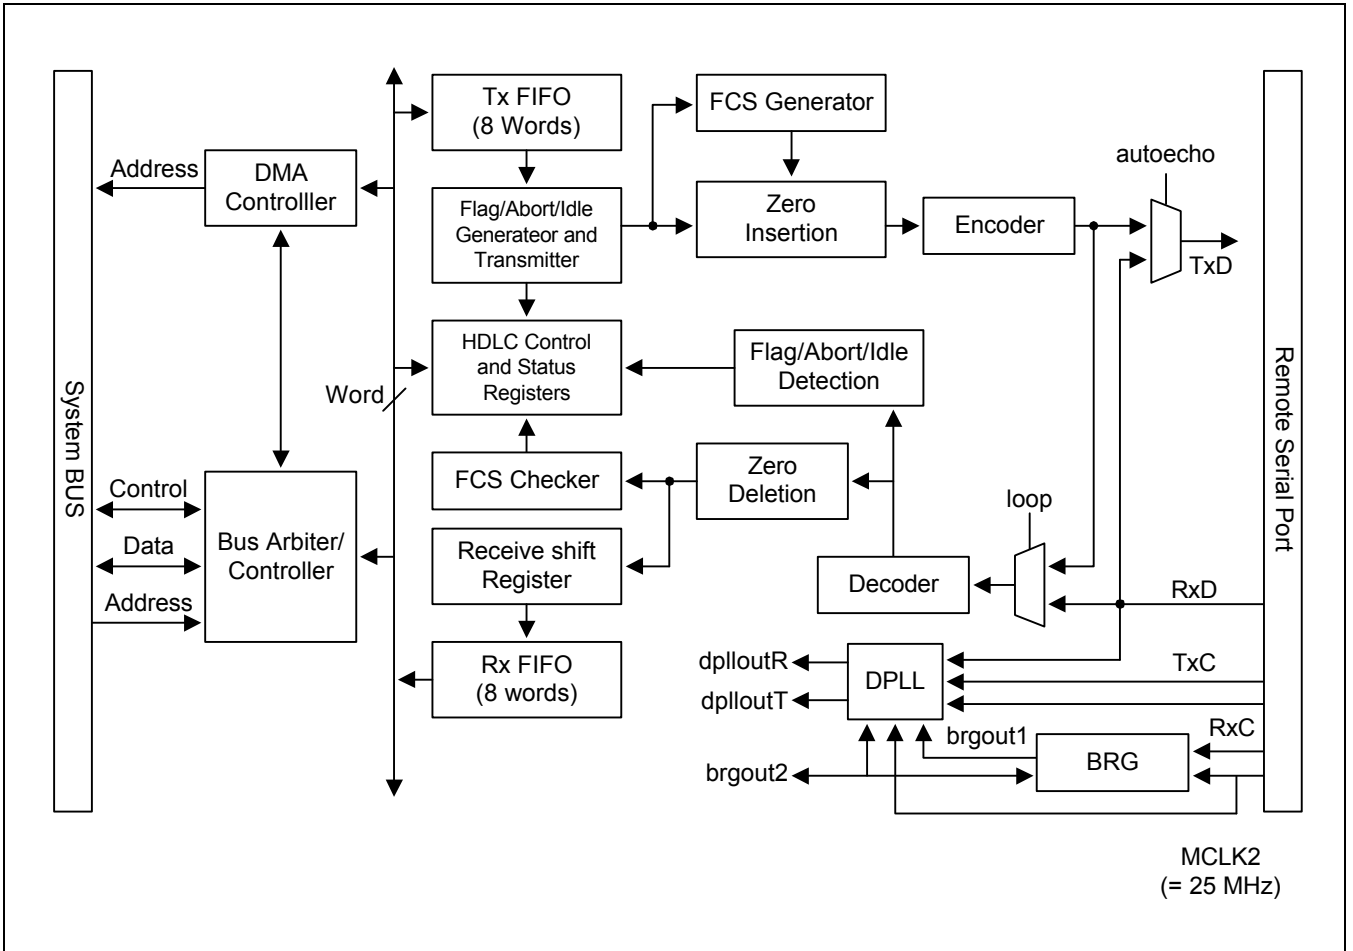 System BUS
Address
DMA
Controlller
Control
Data
Address
Bus Arbiter/
Controller
Word
Tx FIFO
(8 Words)
Flag/Abort/Idle
Generateor and
Transmitter
HDLC Control
and Status
Registers
FCS Checker
Receive shift
Register
Rx FIFO
(8 words)
FCS Generator
Zero
Insertion
Encoder
autoecho
TxD
Flag/Abort/Idle
Detection
Zero
Deletion
loop
Decoder
RxD
dplloutR
dplloutT
DPLL
TxC
RxC
brgout1
brgout2
BRG
Remote Serial Port
MCLK2
(= 25 MHz)